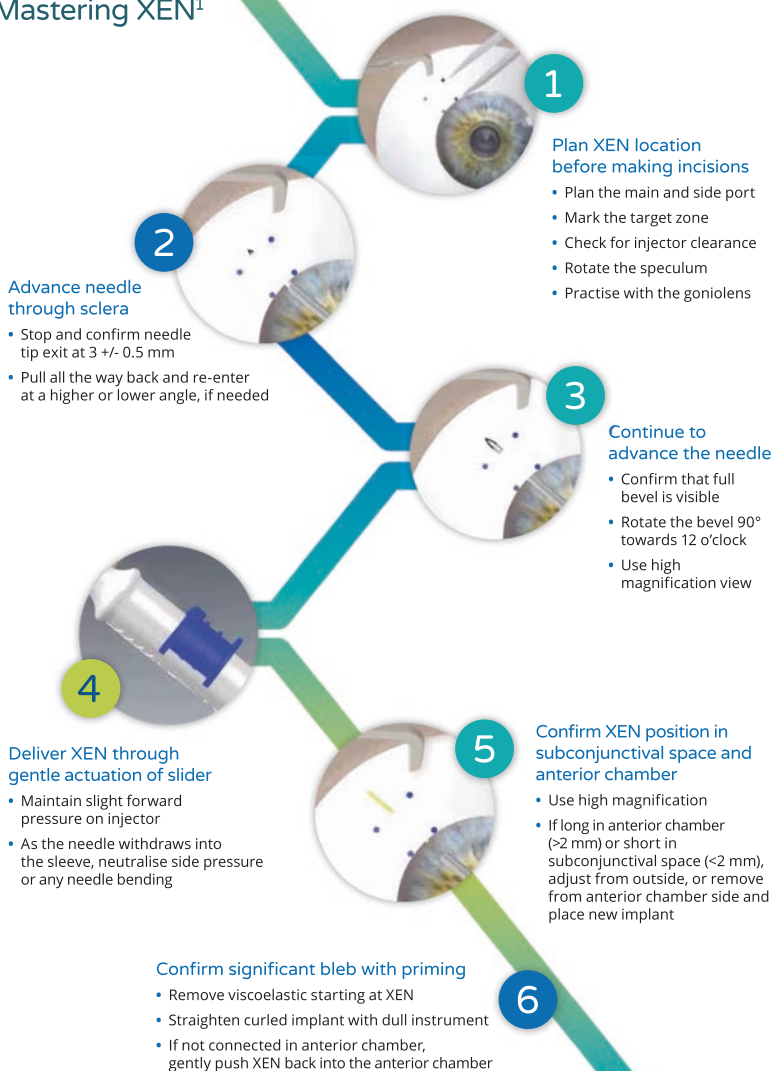 Mastering XEN¹
1
Plan XEN location
before making incisions
• Plan the main and side port
• Mark the target zone
• Check for injector clearance
• Rotate the speculum
• Practise with the goniolens
2
Advance needle
through sclera
• Stop and confirm needle
tip exit at 3 +/- 0.5 mm
• Pull all the way back and re-enter
at a higher or lower angle, if needed
3
Continue to
advance the needle
• Confirm that full
bevel is visible
• Rotate the bevel 90°
towards 12 o’clock
• Use high
magnification view
4
Deliver XEN through
gentle actuation of slider
• Maintain slight forward
pressure on injector
• As the needle withdraws into
the sleeve, neutralise side pressure
or any needle bending
5
Confirm XEN position in
subconjunctival space and
anterior chamber
• Use high magnification
• If long in anterior chamber
(>2 mm) or short in
subconjunctival space (<2 mm),
adjust from outside, or remove
from anterior chamber side and
place new implant
6
Confirm significant bleb with priming
• Remove viscoelastic starting at XEN
• Straighten curled implant with dull instrument
• If not connected in anterior chamber,
gently push XEN back into the anterior chamber